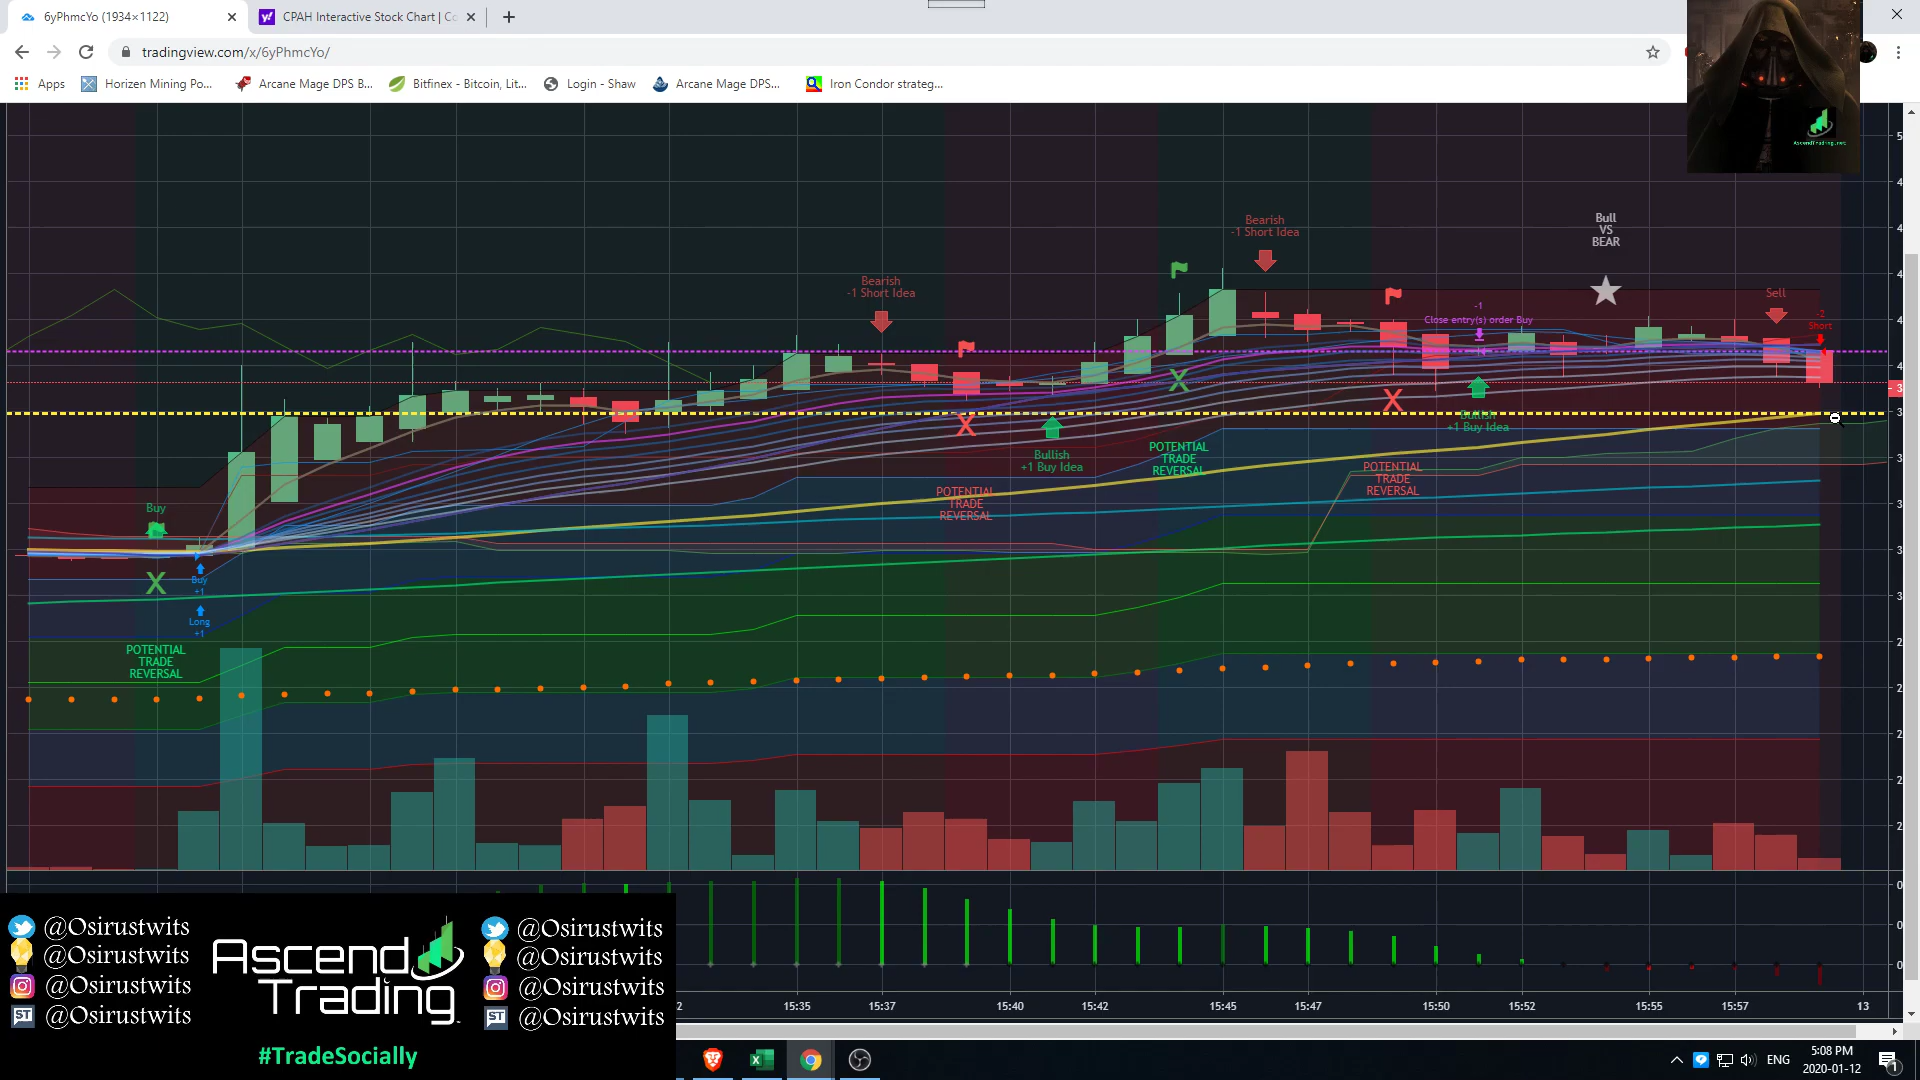 6yPhmcYo (1934×1122)
CPAH Interactive Stock Chart | Co
tradingview.com/x/6yPhmcYo/
Apps
Horizen Mining Po...
Arcane Mage DPS B...
Bitfinex - Bitcoin, Lit...
Login - Shaw
Arcane Mage DPS...
Iron Condor strateg...
AscendTrading.net
Bearish
-1 Short Idea
Bull
VS
BEAR
Bearish
-1 Short Idea
Sell
-1
Close entry(s) order Buy
-2
Short
Bullish
+1 Buy Idea
Bullish
+1 Buy Idea
POTENTIAL
TRADE
REVERSAL
POTENTIAL
TRADE
REVERSAL
POTENTIAL
TRADE
REVERSAL
Buy
X
Buy
+1
Long
+1
POTENTIAL
TRADE
REVERSAL
15:35
15:37
15:40
15:42
15:45
15:47
15:50
15:52
15:55
15:57
13
@Osirustwits
@Osirustwits
@Osirustwits
@Osirustwits
Ascend
Trading
@Osirustwits
@Osirustwits
@Osirustwits
@Osirustwits
#TradeSocially
ENG
5:08 PM
2020-01-12